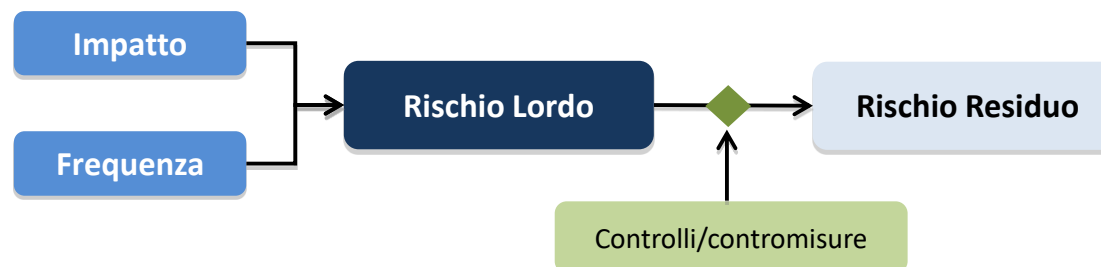 Impatto
Frequenza
Rischio Lordo
Rischio Residuo
Controlli/contromisure